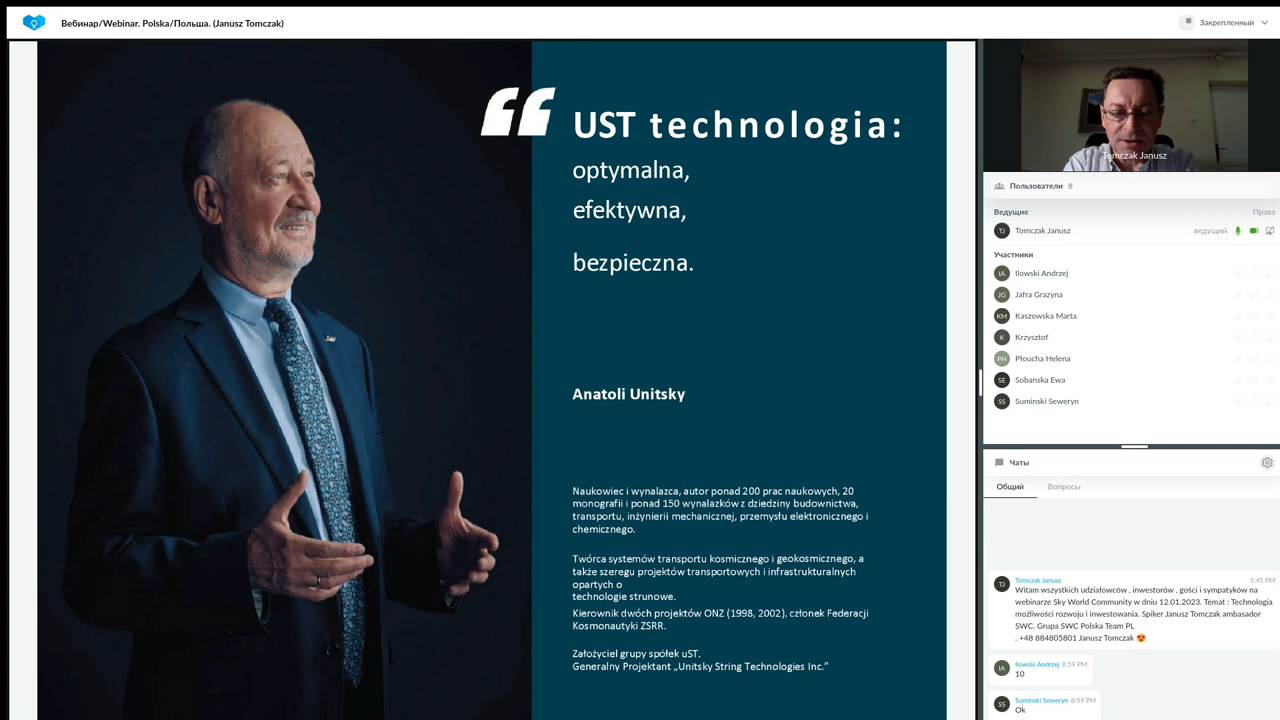 Вебинар/Webinar. Polska/Польша. (Janusz Tomczak)
Закрепленный
“
UST technologia:
optymalna,
efektywna,
bezpieczna.
Anatoli Unitsky
Naukowiec i wynalazca, autor ponad 200 prac naukowych, 20
monografii i ponad 150 wynalazków z dziedziny budownictwa,
transportu, inżynierii mechanicznej, przemysłu elektronicznego i
chemicznego.
Twórca systemów transportu kosmicznego i geokosmicznego, a
także szeregu projektów transportowych i infrastrukturalnych
opartych o
technologie strunowe.
Kierownik dwóch projektów ONZ (1998, 2002), członek Federacji
Kosmonautyki ZSRR.
Założyciel grupy spółek uST.
Generalny Projektant „Unitsky String Technologies Inc.”
Tomczak Janusz
Пользователи 8
Ведущие Права
TJ Tomczak Janusz ведущий
Участники
IA Ilowski Andrzej
JG Jafra Grazyna
KM Kaszowska Marta
K Krzysztof
PH Płoucha Helena
SE Sobanska Ewa
SS Suminski Seweryn
Чаты
Общий Вопросы
TJ Tomczak Janusz 1:45 PM
Witam wszystkich udziałowców , inwestorów , gości i sympatyków na
webinarze Sky World Community w dniu 12.01.2023. Temat : Technologia
możliwości rozwoju i inwestowania. Spiker Janusz Tomczak ambasador
SWC. Grupa SWC Polska Team PL
. +48 884805801 Janusz Tomczak 😍
IA Ilowski Andrzej 8:59 PM
10
SS Suminski Seweryn 8:59 PM
Ok